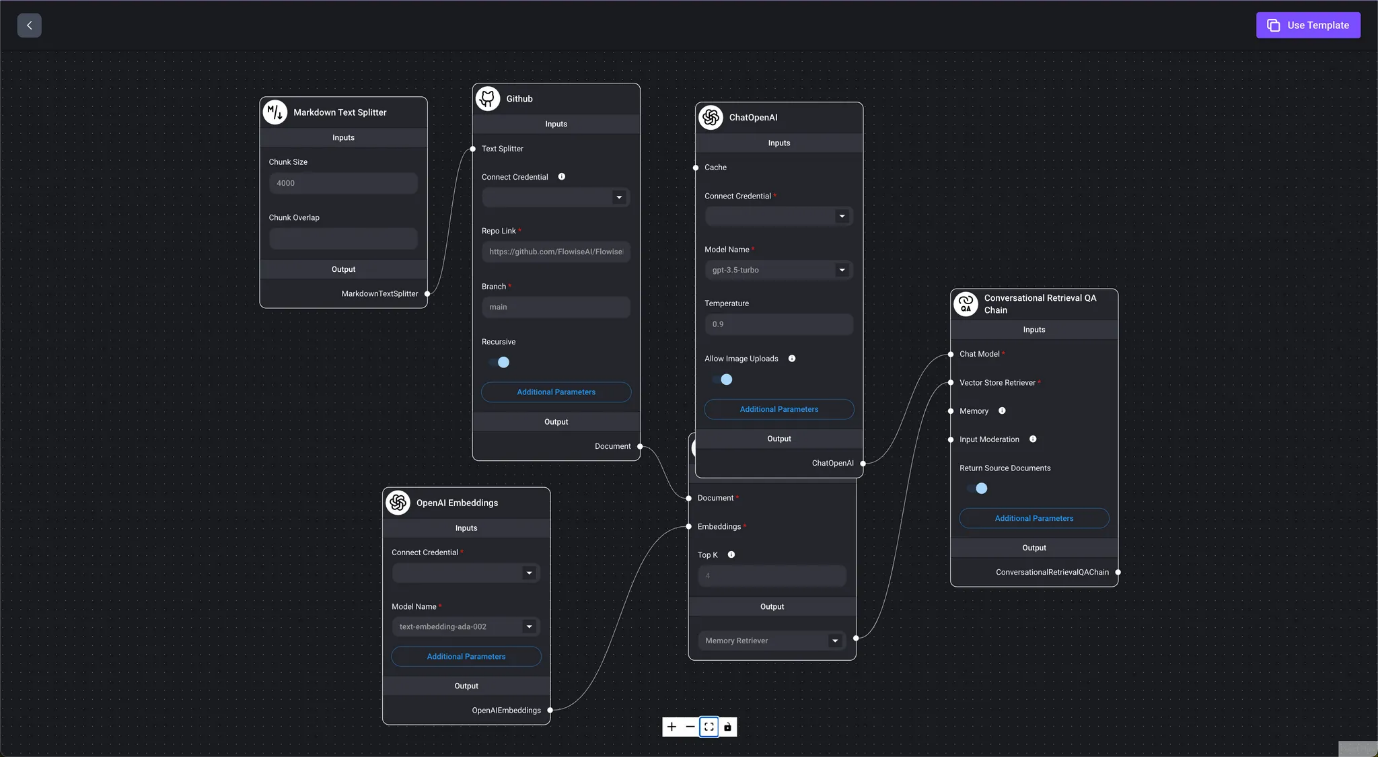 Use Template
Markdown Text Splitter
Inputs
Chunk Size
4000
Chunk Overlap
Output
MarkdownTextSplitter
Github
Inputs
Text Splitter
Connect Credential
Repo Link *
https://github.com/FlowiseAI/Flowise
Branch *
main
Recursive
Additional Parameters
Output
Document
ChatOpenAI
Inputs
Cache
Connect Credential *
Model Name *
gpt-3.5-turbo
Temperature
0.9
Allow Image Uploads
Additional Parameters
Output
ChatOpenAI
OpenAI Embeddings
Inputs
Connect Credential *
Model Name *
text-embedding-ada-002
Additional Parameters
Output
OpenAIEmbeddings
Document *
Embeddings *
Top K
4
Output
Memory Retriever
QA
Conversational Retrieval QA
Chain
Inputs
Chat Model *
Vector Store Retriever *
Memory
Input Moderation
Return Source Documents
Additional Parameters
Output
ConversationalRetrievalQAChain